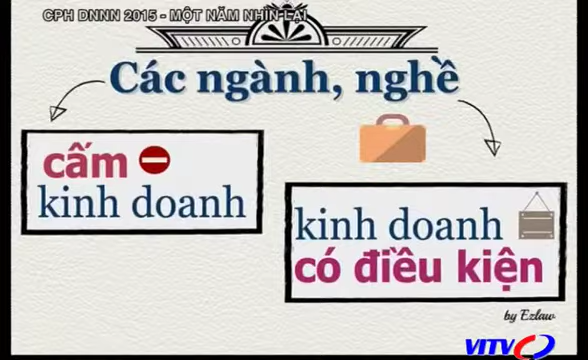 CPH DNNN 2015 - MỘT NĂM NHÌN LẠI
Các ngành, nghề
cấm
kinh doanh
kinh doanh
có điều kiện
by Ezlaw
VITV